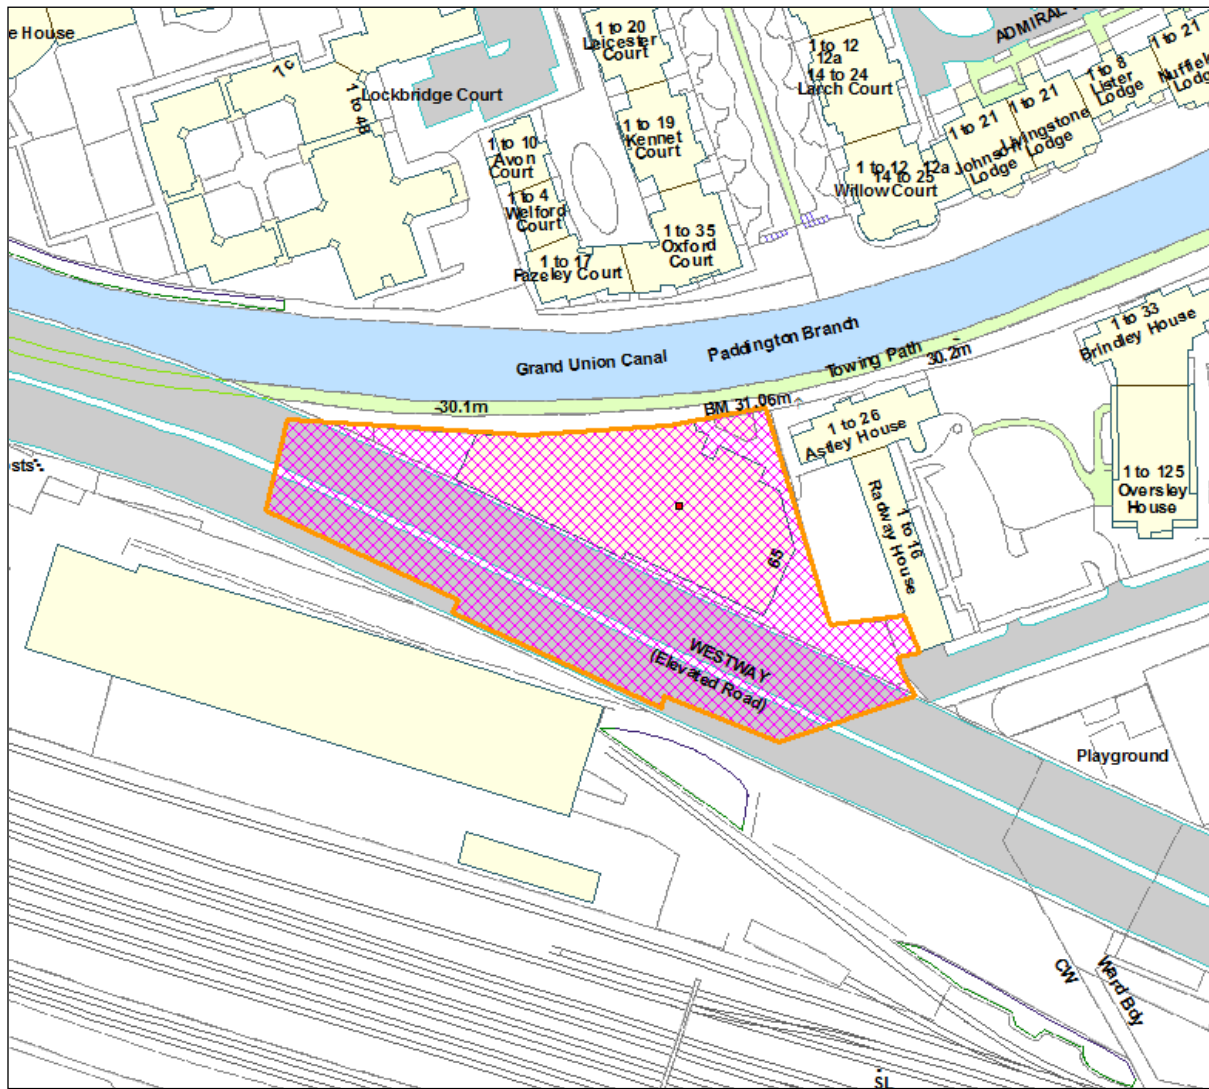 e House
7c
1 to 48
Lockbridge Court
1 to 20
Leicester
Court
1 to 12
12a
14 to 24
Larch Court
ADMIRAL
1 to 21
Nuffiel
Lodg
1 to 8
Lister
Lodge
1 to 21
Livingstone
Lodge
1 to 21
Johnson
Lodge
1 to 10
Avon
Court
1 to 19
Kennet
Court
1 to 12
12a
14 to 25
Willow Court
1 to 4
Welford
Court
1 to 17
Fazeley Court
1 to 35
Oxford
Court
Grand Union Canal
Paddington Branch
Towing Path
30.2m
30.1m
BM 31.06m
1 to 33
Brindley House
1 to 26
Astley House
1 to 16
Radway House
1 to 125
Oversley
House
sts
65
WESTWAY
(Elevated Road)
Playground
CW
Ward Bdy
SL